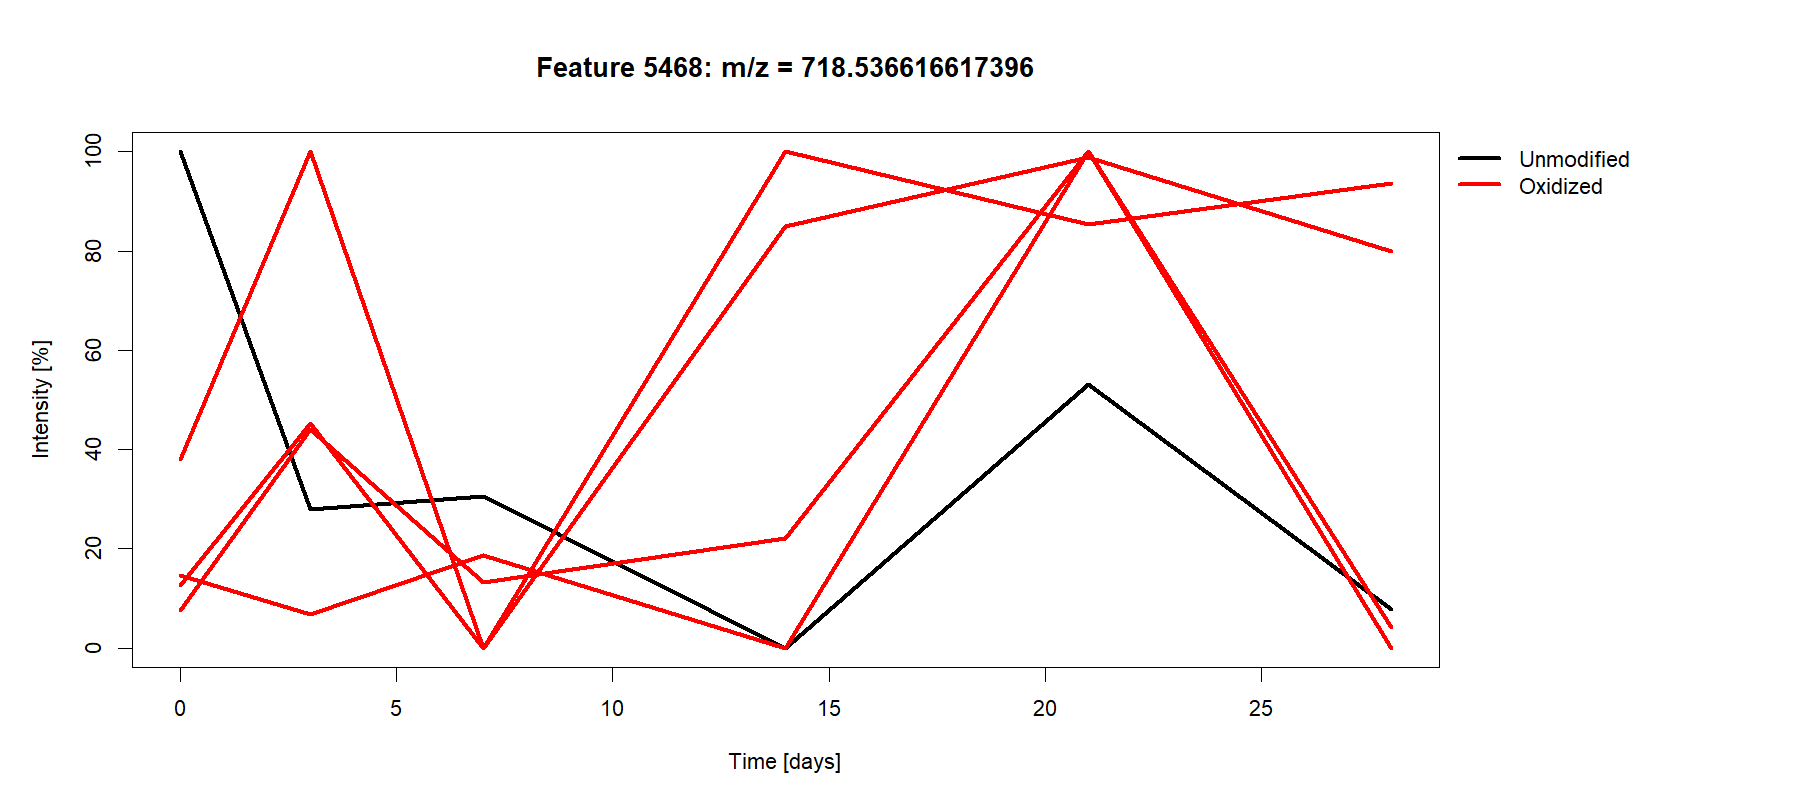 Feature 5468: m/z = 718.536616617396
Unmodified
Oxidized
100
80
60
40
20
0
Intensity [%]
0 5 10 15 20 25
Time [days]